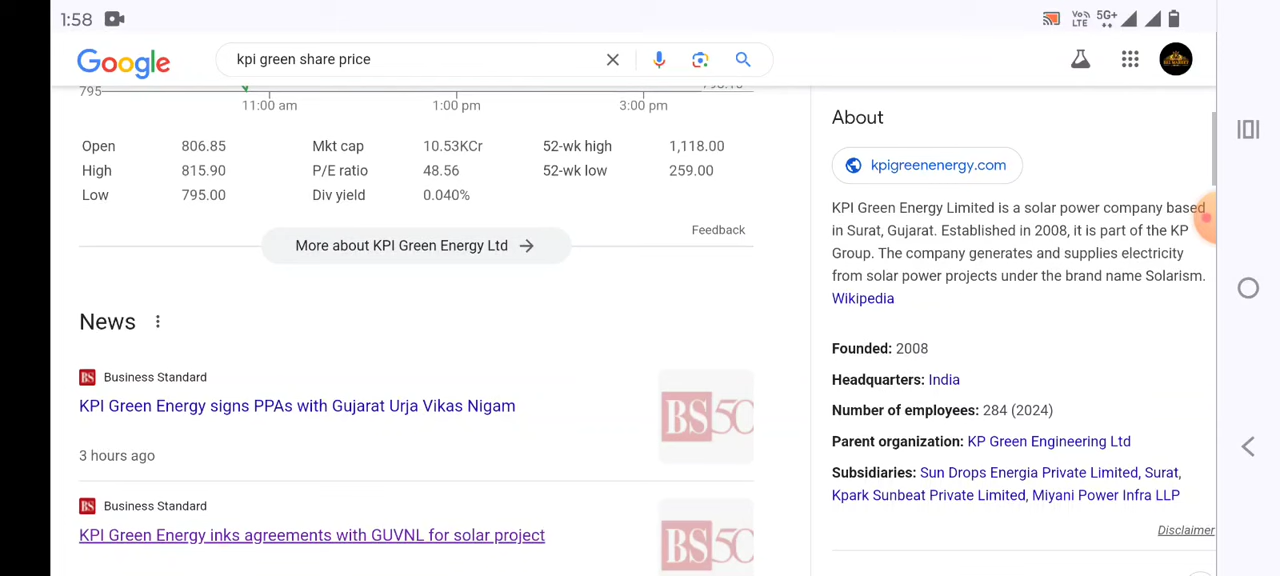 1:58
Vo)) LTE 5G+
Google
kpi green share price
795
11:00 am 1:00 pm 3:00 pm
Open 806.85 Mkt cap 10.53KCr 52-wk high 1,118.00
High 815.90 P/E ratio 48.56 52-wk low 259.00
Low 795.00 Div yield 0.040%
Feedback
More about KPI Green Energy Ltd
News
BS Business Standard
KPI Green Energy signs PPAs with Gujarat Urja Vikas Nigam
3 hours ago
BS50
BS Business Standard
KPI Green Energy inks agreements with GUVNL for solar project
BS50
About
kpigreenenergy.com
KPI Green Energy Limited is a solar power company based
in Surat, Gujarat. Established in 2008, it is part of the KP
Group. The company generates and supplies electricity
from solar power projects under the brand name Solarism.
Wikipedia
Founded: 2008
Headquarters: India
Number of employees: 284 (2024)
Parent organization: KP Green Engineering Ltd
Subsidiaries: Sun Drops Energia Private Limited, Surat,
Kpark Sunbeat Private Limited, Miyani Power Infra LLP
Disclaimer